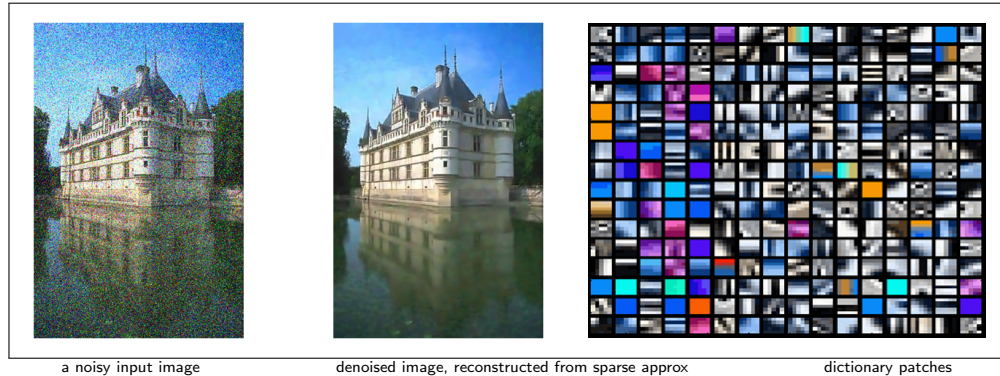 a noisy input image
denoised image, reconstructed from sparse approx
dictionary patches